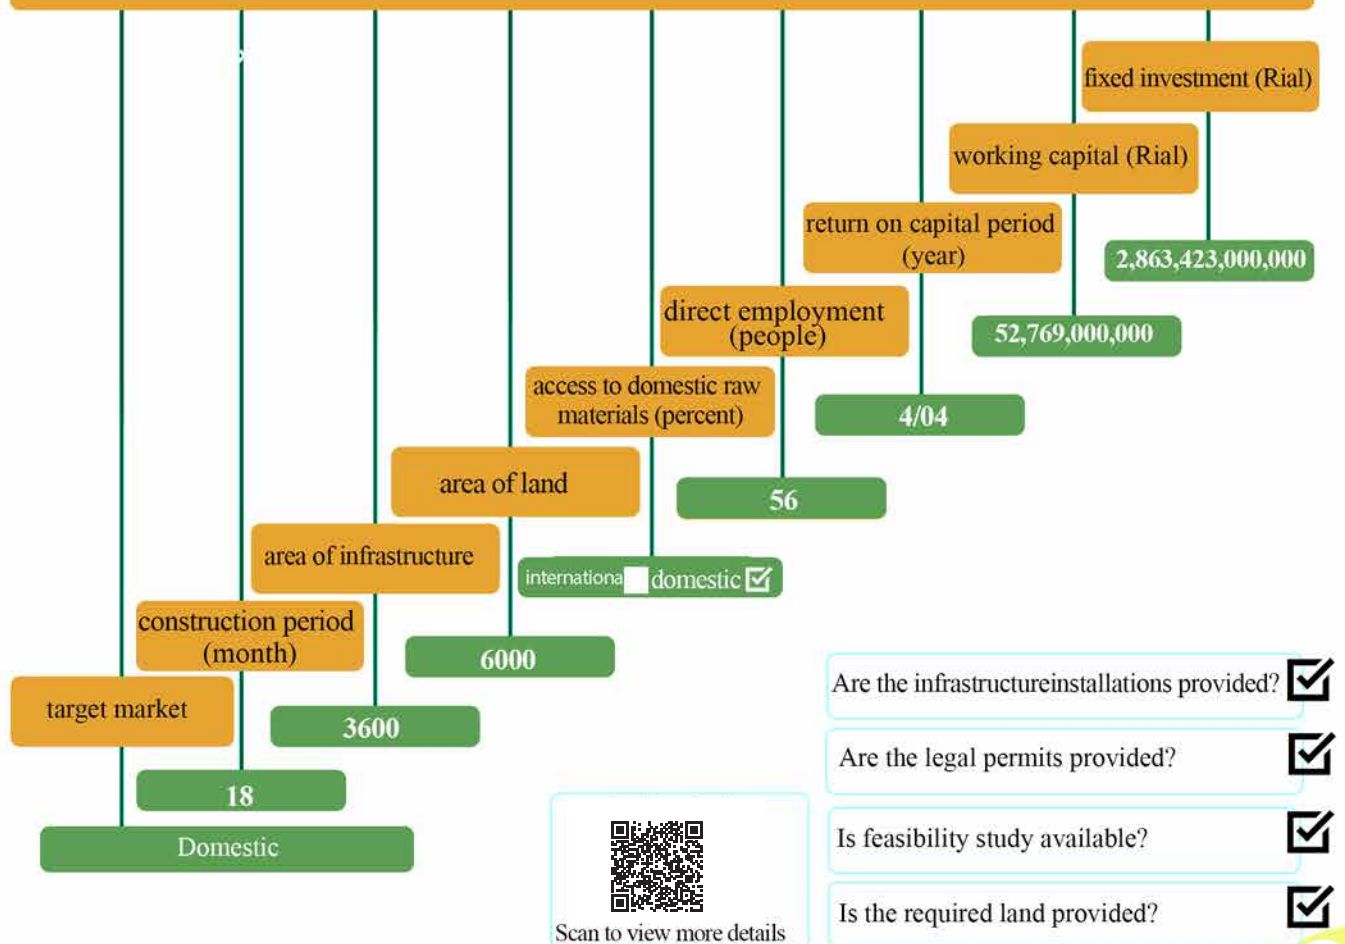 fixed investment (Rial)
working capital (Rial)
return on capital period
(year)
2,863,423,000,000
direct employment
(people)
52,769,000,000
access to domestic raw
materials (percent)
4/04
area of land
56
area of infrastructure
internationa domestic
construction period
(month)
6000
target market
3600
18
Domestic
Are the infrastructureinstallations provided?
Are the legal permits provided?
Is feasibility study available?
Is the required land provided?
Scan to view more details